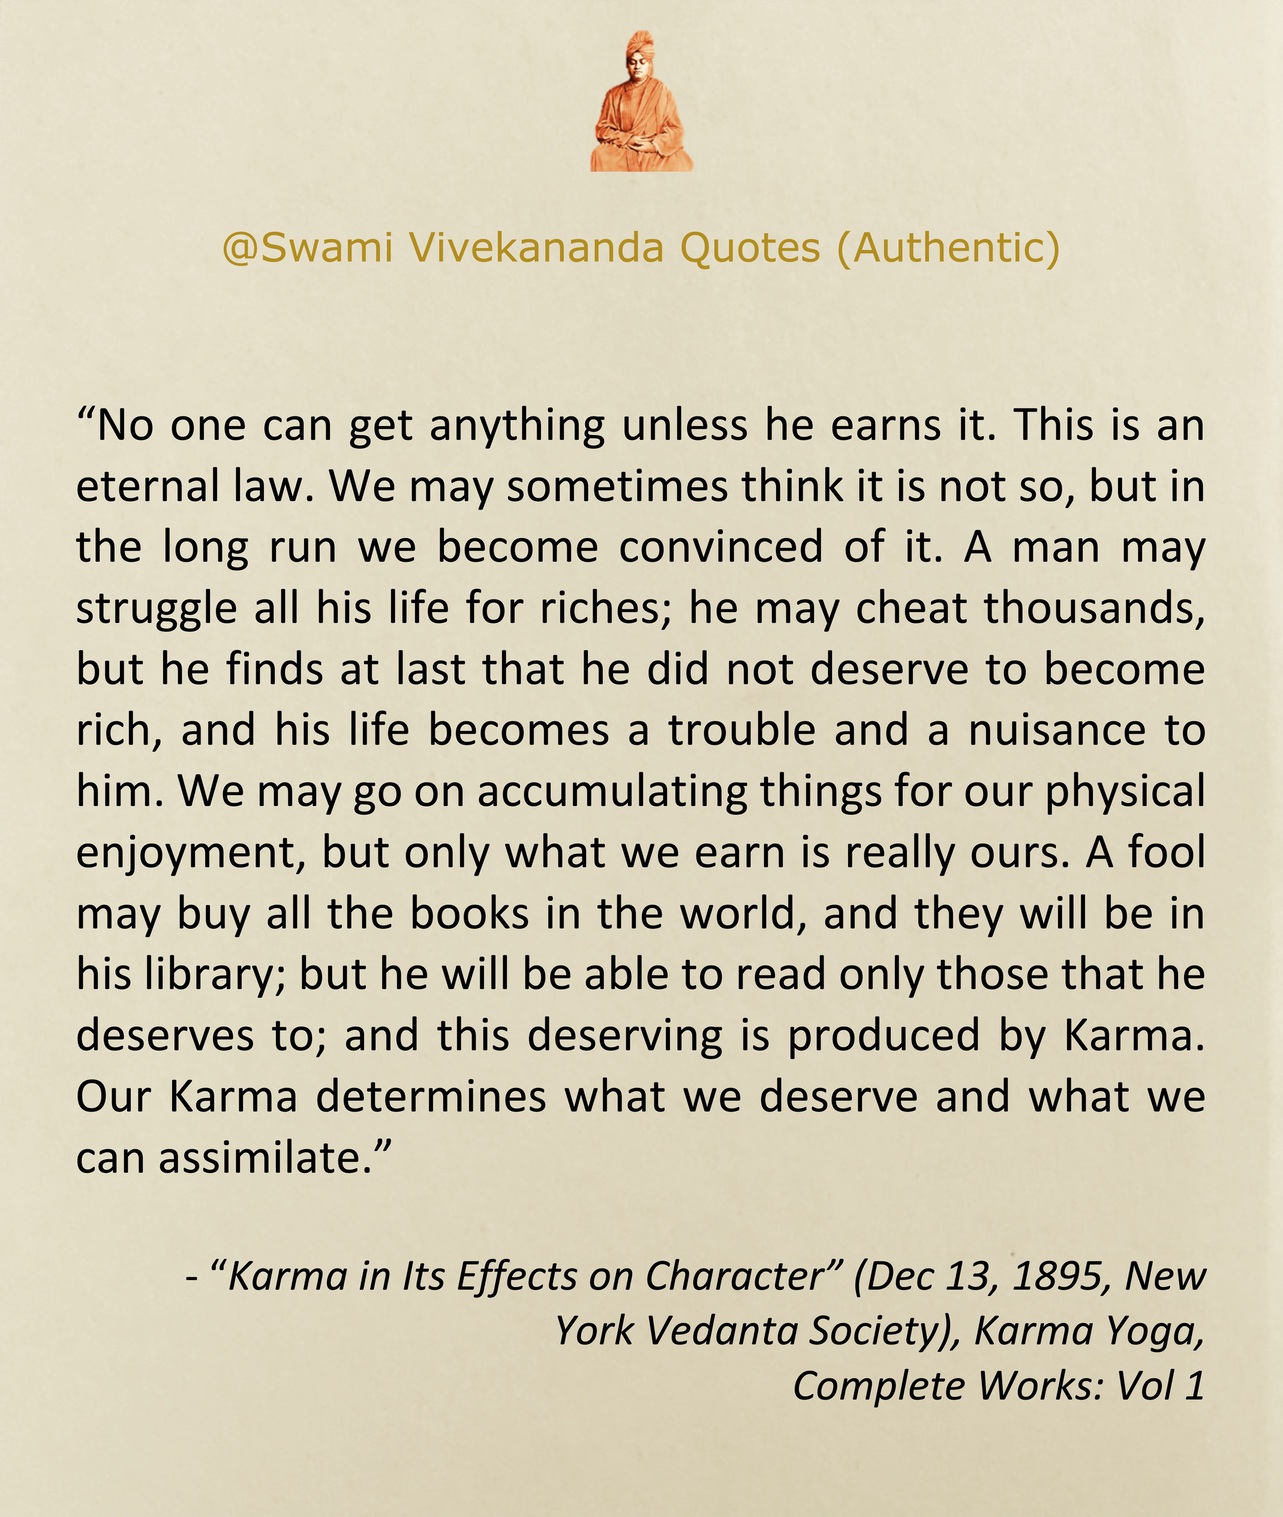 @Swami Vivekananda Quotes (Authentic)
“No one can get anything unless he earns it. This is an
eternal law. We may sometimes think it is not so, but in
the long run we become convinced of it. A man may
struggle all his life for riches; he may cheat thousands,
but he finds at last that he did not deserve to become
rich, and his life becomes a trouble and a nuisance to
him. We may go on accumulating things for our physical
enjoyment, but only what we earn is really ours. A fool
may buy all the books in the world, and they will be in
his library; but he will be able to read only those that he
deserves to; and this deserving is produced by Karma.
Our Karma determines what we deserve and what we
can assimilate.”
- “Karma in Its Effects on Character” (Dec 13, 1895, New
York Vedanta Society), Karma Yoga,
Complete Works: Vol 1